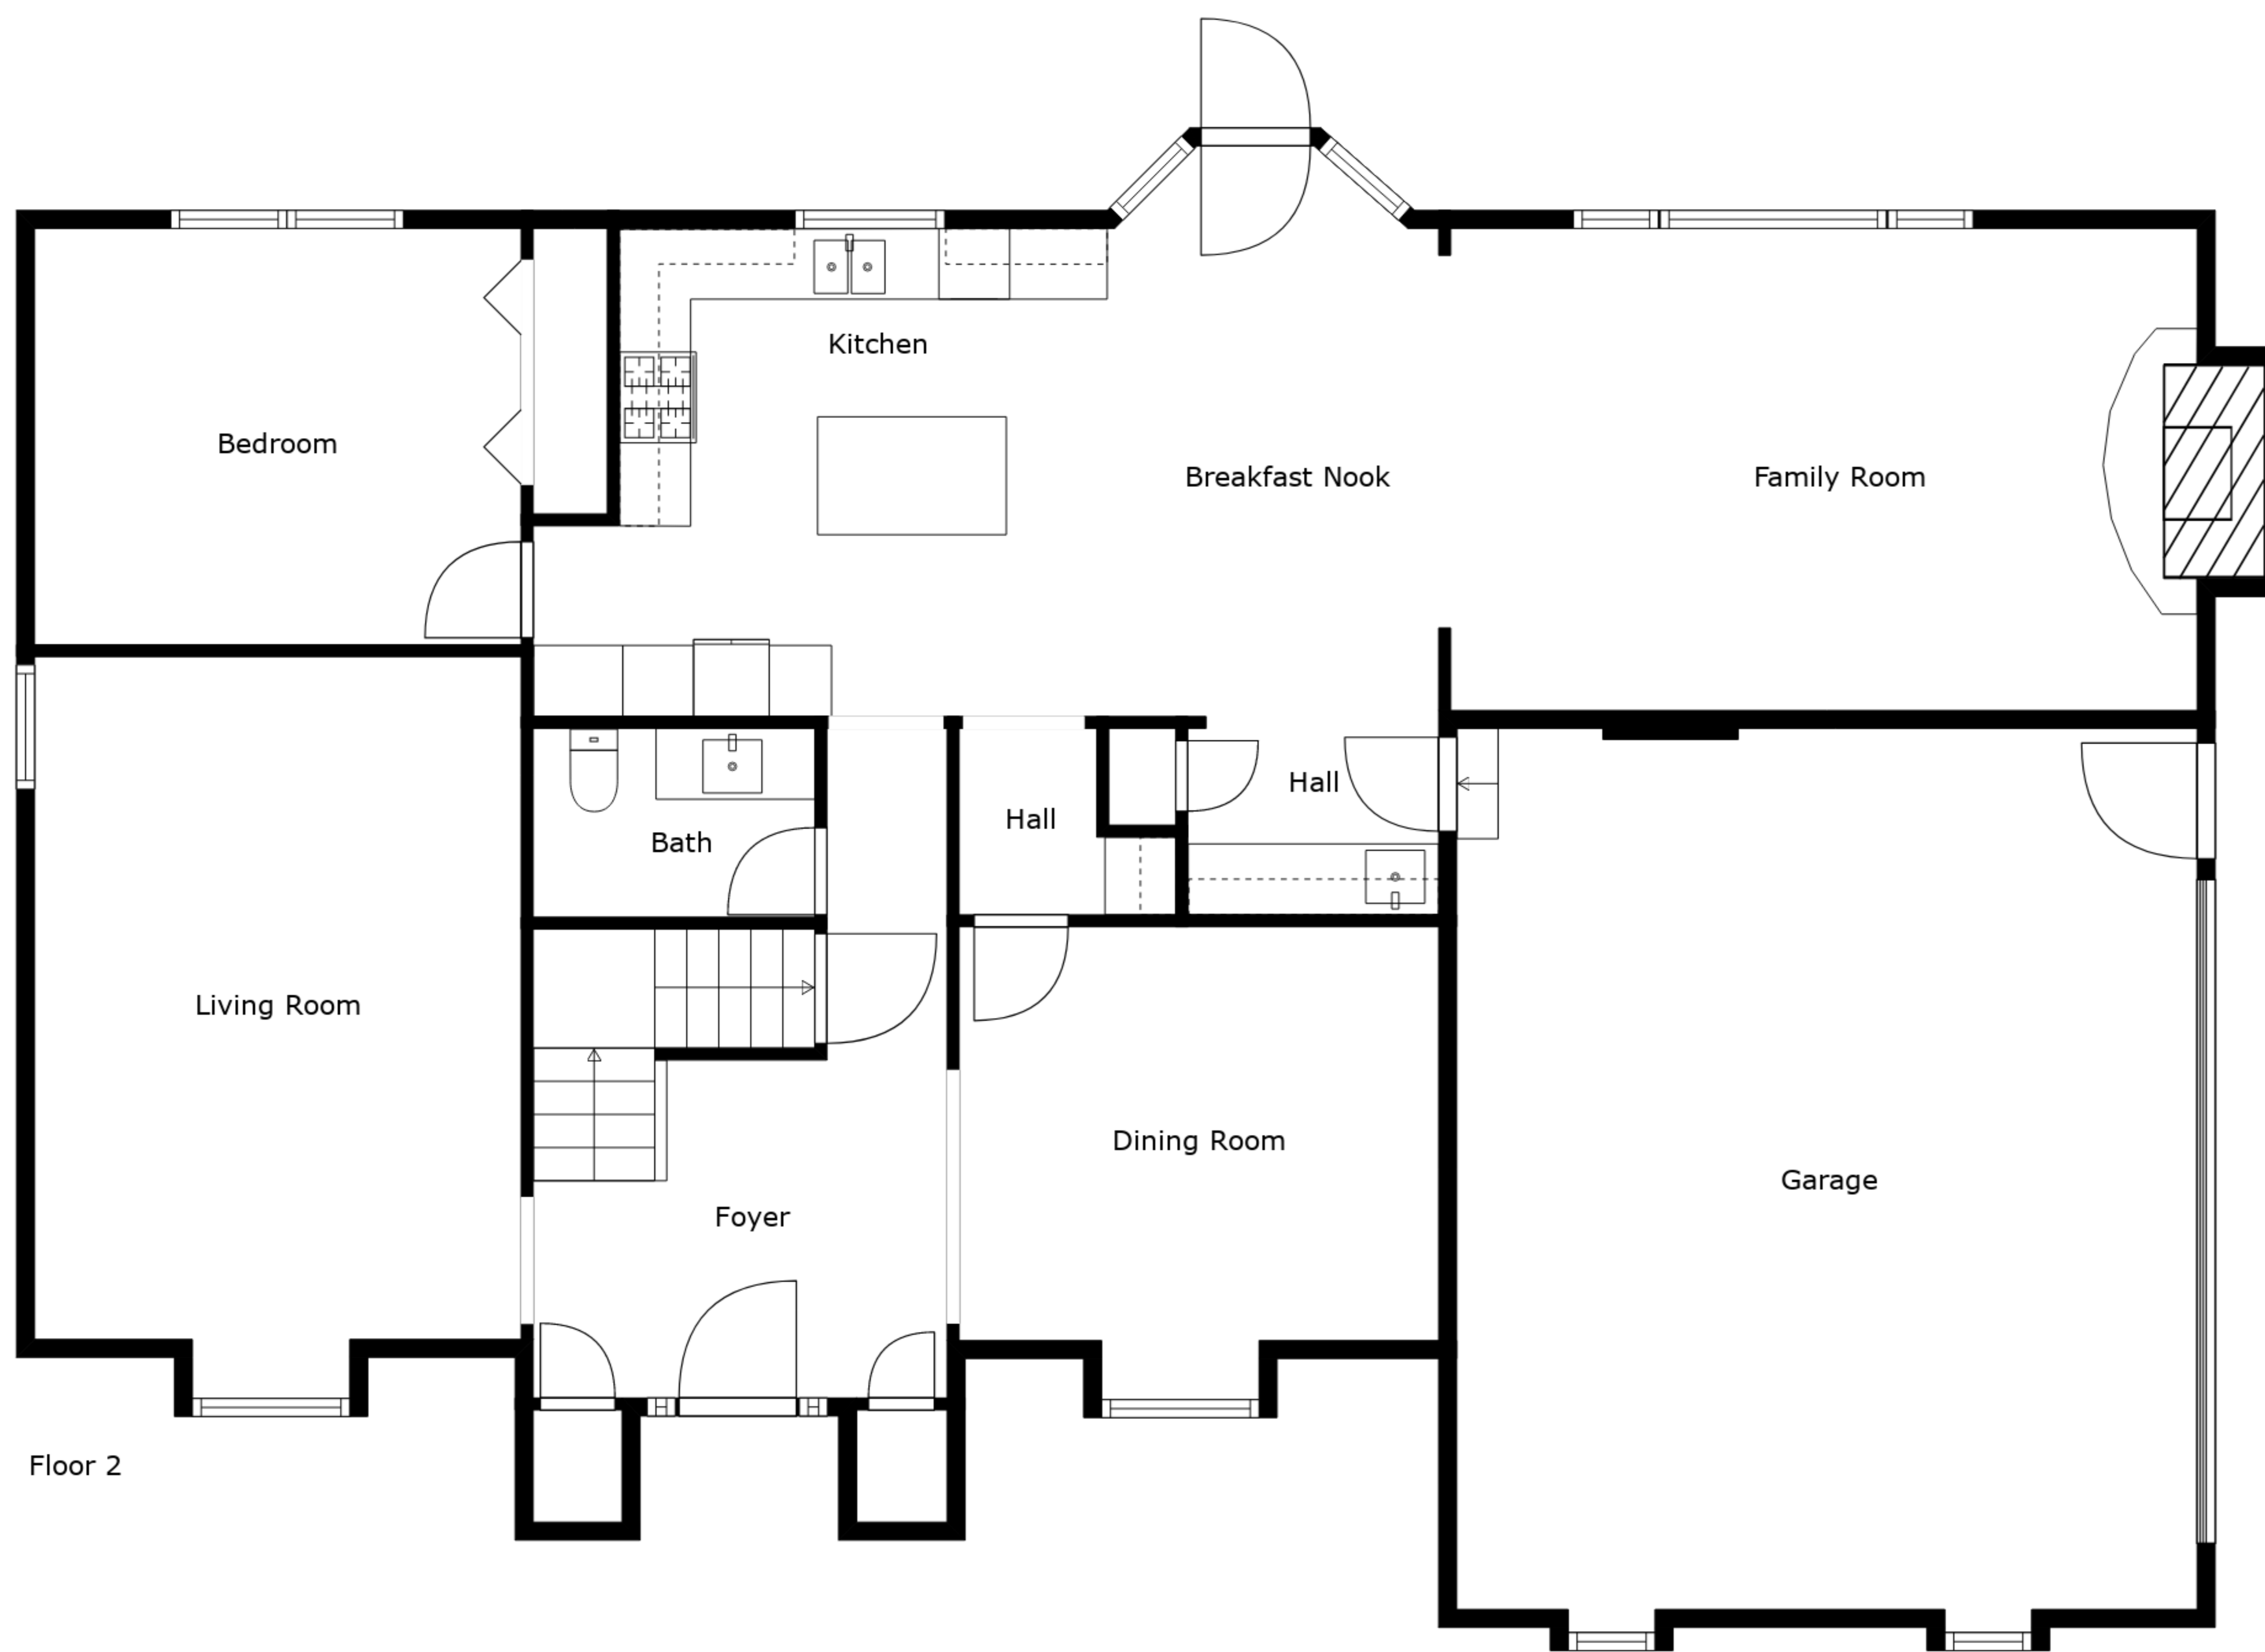 Kitchen
Bedroom
Breakfast Nook
Family Room
Hall
Hall
Bath
Living Room
Dining Room
Garage
Foyer
Floor 2